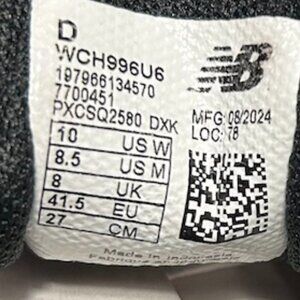 D
WCH996U6
197966134570
7700451
PXCSQ2580 DXK
NB
MFG: 08/2024
LOC: 78
10 US W
8.5 US M
8 UK
41.5 EU
27 CM
Made in Indonesia